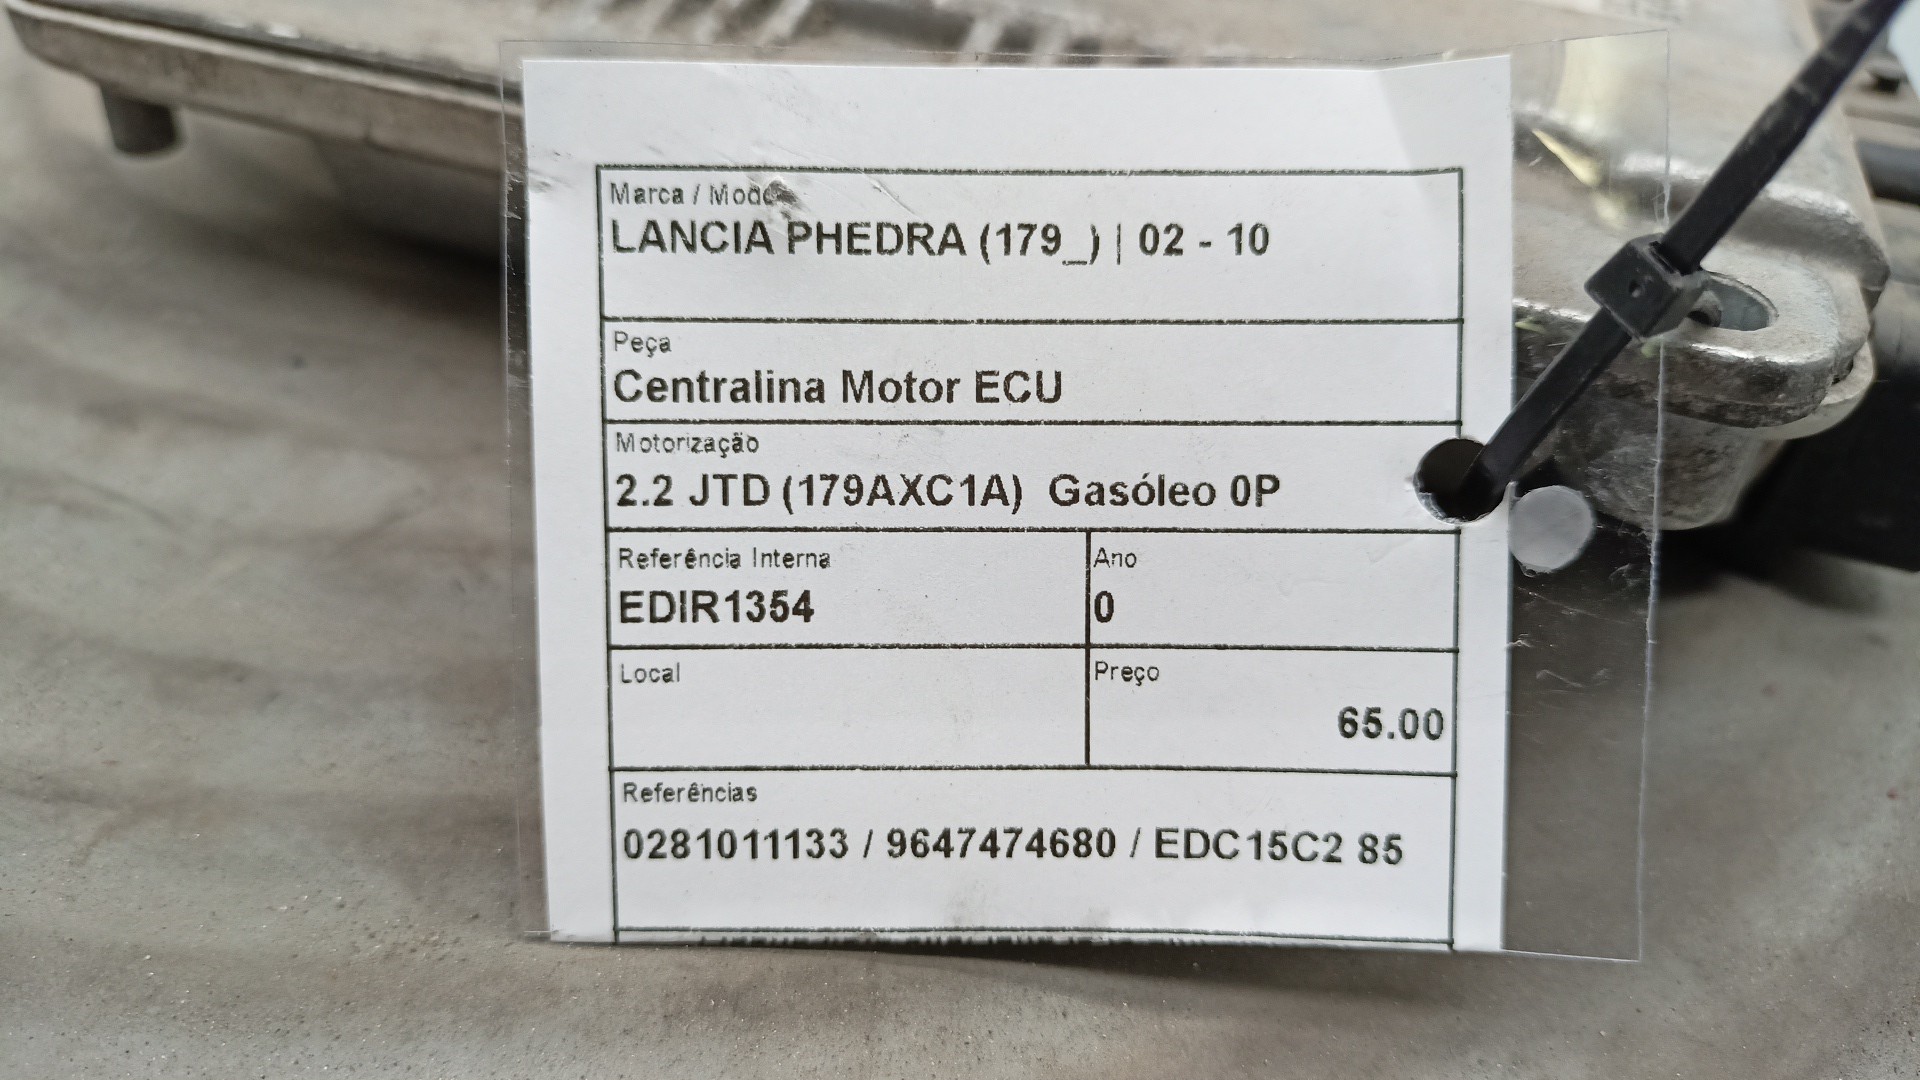 Marca / Mode
LANCIA PHEDRA (179_) | 02 - 10
Peça
Centralina Motor ECU
Motorização
2.2 JTD (179AXC1A) Gasóleo 0P
Referência Interna
EDIR1354
Ano
0
Local
Preço
65.00
Referências
0281011133 / 9647474680 / EDC15C2 85